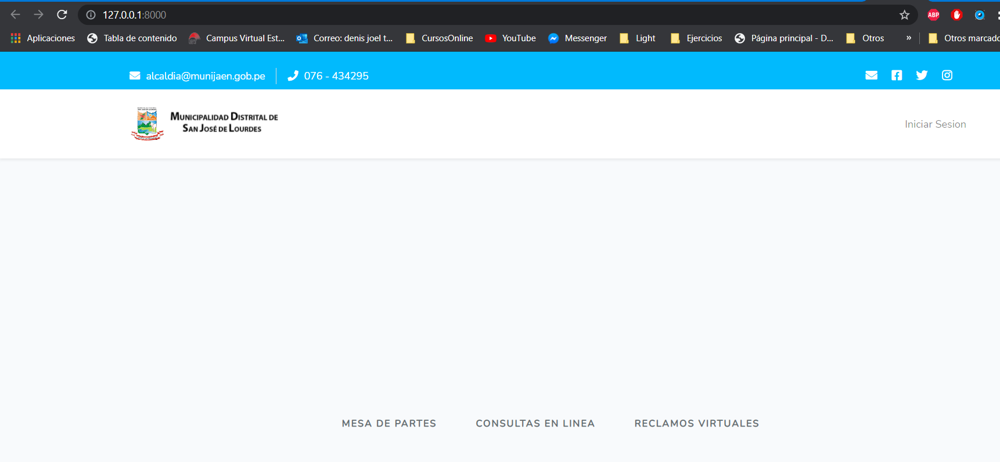 127.0.0.1:8000
ABP
Aplicaciones Tabla de contenido Campus Virtual Est... Correo: denis joel t... CursosOnline YouTube Messenger Light Ejercicios Página principal - D... Otros » Otros marcado
alcaldia@munijaen.gob.pe 076 - 434295
MUNICIPALIDAD DISTRITAL DE
SAN JOSÉ DE LOURDES
Iniciar Sesion
MESA DE PARTES CONSULTAS EN LINEA RECLAMOS VIRTUALES